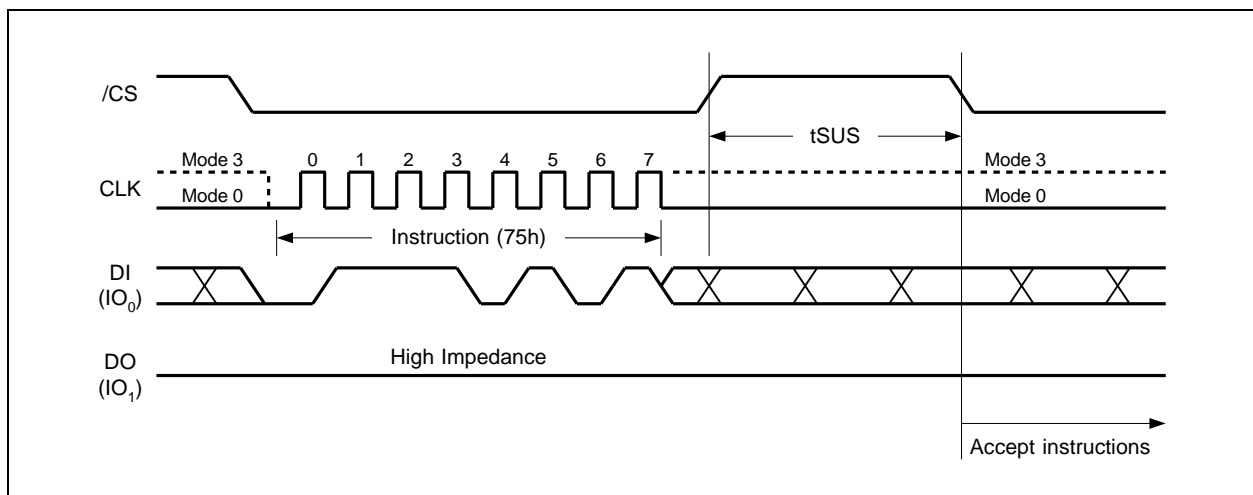 /CS
tSUS
Mode 3
0 1 2 3 4 5 6 7
Mode 3
CLK
Mode 0
Mode 0
Instruction (75h)
DI
(IO0)
High Impedance
DO
(IO1)
Accept instructions